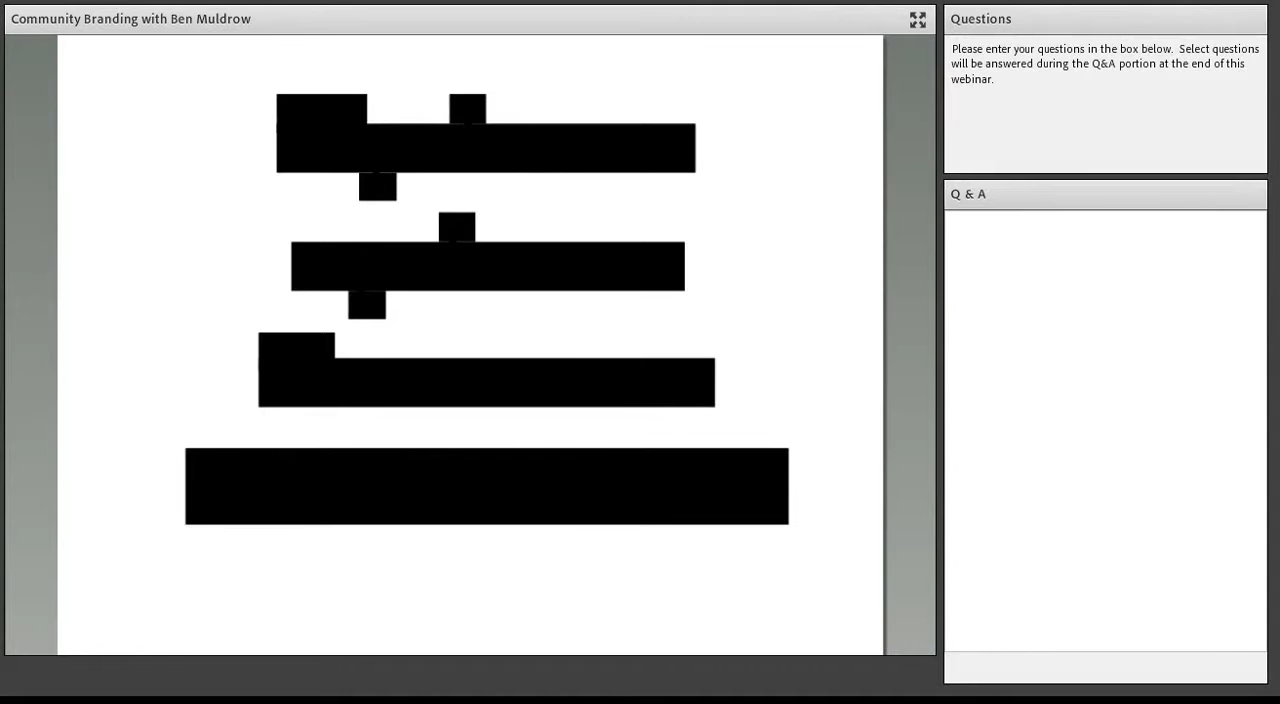 Community Branding with Ben Muldrow
Questions
Please enter your questions in the box below.  Select questions
will be answered during the Q&A portion at the end of this
webinar.
Q & A